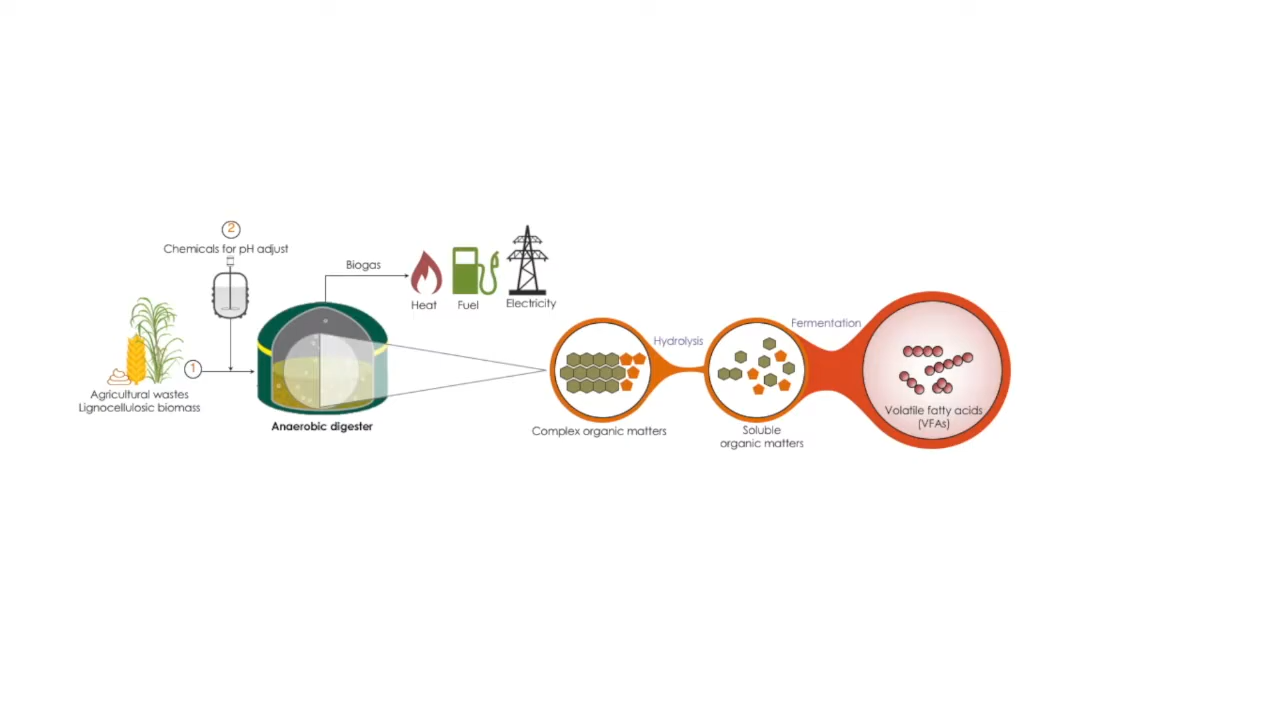 2
Chemicals for pH adjust
Biogas
Heat
Fuel
Electricity
1
Agricultural wastes
Lignocellulosic biomass
Anaerobic digester
Hydrolysis
Fermentation
Complex organic matters
Soluble
organic matters
Volatile fatty acids
(VFAs)